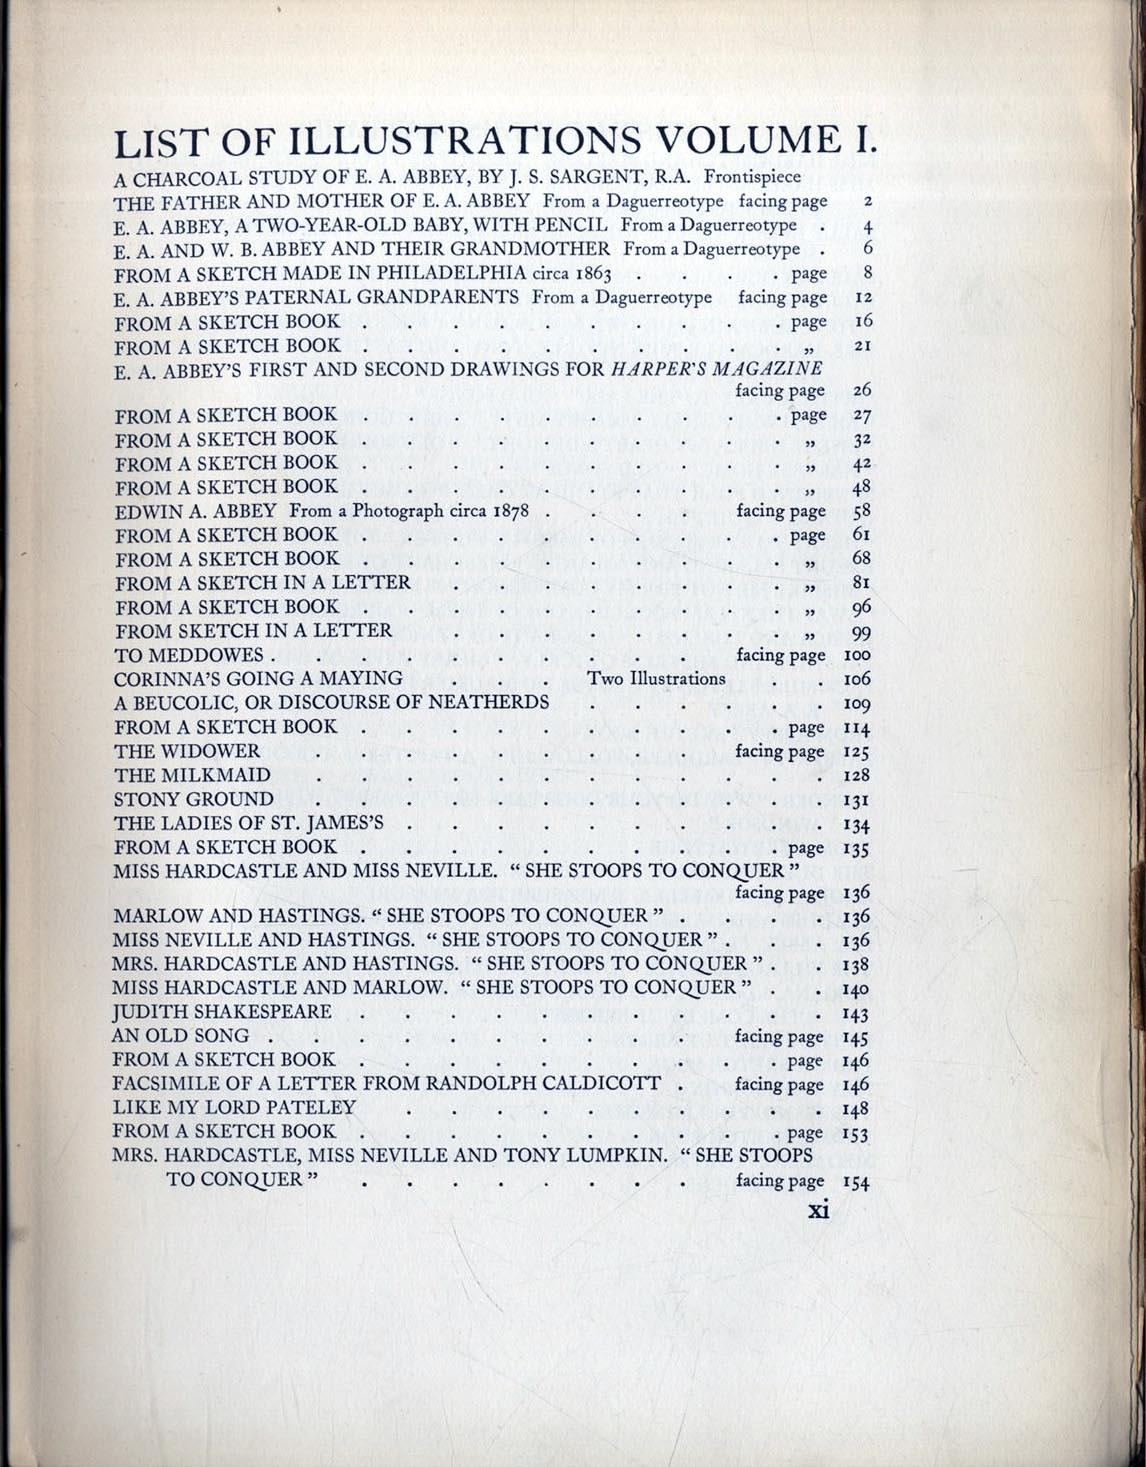 LIST OF ILLUSTRATIONS VOLUME I.
A CHARCOAL STUDY OF E. A. ABBEY, BY J. S. SARGENT, R.A. Frontispiece
THE FATHER AND MOTHER OF E. A. ABBEY From a Daguerreotype facing page 2
E. A. ABBEY, A TWO-YEAR-OLD BABY, WITH PENCIL From a Daguerreotype . 4
E. A. AND W. B. ABBEY AND THEIR GRANDMOTHER From a Daguerreotype . 6
FROM A SKETCH MADE IN PHILADELPHIA circa 1863 . . . . page 8
E. A. ABBEY'S PATERNAL GRANDPARENTS From a Daguerreotype facing page 12
FROM A SKETCH BOOK . . . . . . . . . . page 16
FROM A SKETCH BOOK . . . . . . . . . . „ 21
E. A. ABBEY'S FIRST AND SECOND DRAWINGS FOR HARPER'S MAGAZINE
facing page 26
FROM A SKETCH BOOK . . . . . . . . . . page 27
FROM A SKETCH BOOK . . . . . . . . . . „ 32
FROM A SKETCH BOOK . . . . . . . . . . „ 42
FROM A SKETCH BOOK . . . . . . . . . . „ 48
EDWIN A. ABBEY From a Photograph circa 1878 . . . . facing page 58
FROM A SKETCH BOOK . . . . . . . . . . page 61
FROM A SKETCH BOOK . . . . . . . . . . „ 68
FROM A SKETCH IN A LETTER . . . . . . . . „ 81
FROM A SKETCH BOOK . . . . . . . . . . „ 96
FROM SKETCH IN A LETTER . . . . . . . . „ 99
TO MEDDOWES . . . . . . . . . . facing page 100
CORINNA'S GOING A MAYING Two Illustrations . . 106
A BEUCOLIC, OR DISCOURSE OF NEATHERDS . . . . . . 109
FROM A SKETCH BOOK . . . . . . . . . . page 114
THE WIDOWER . . . . . . . . . facing page 125
THE MILKMAID . . . . . . . . . . . . 128
STONY GROUND . . . . . . . . . . . . 131
THE LADIES OF ST. JAMES'S . . . . . . . . . . 134
FROM A SKETCH BOOK . . . . . . . . . . page 135
MISS HARDCASTLE AND MISS NEVILLE. “ SHE STOOPS TO CONQUER ”
facing page 136
MARLOW AND HASTINGS. “ SHE STOOPS TO CONQUER ” . . . . 136
MISS NEVILLE AND HASTINGS. “ SHE STOOPS TO CONQUER ” . . . 136
MRS. HARDCASTLE AND HASTINGS. “ SHE STOOPS TO CONQUER ” . . 138
MISS HARDCASTLE AND MARLOW. “ SHE STOOPS TO CONQUER ” . . 140
JUDITH SHAKESPEARE . . . . . . . . . . . 143
AN OLD SONG . . . . . . . . . . facing page 145
FROM A SKETCH BOOK . . . . . . . . . . page 146
FACSIMILE OF A LETTER FROM RANDOLPH CALDICOTT . facing page 146
LIKE MY LORD PATELEY . . . . . . . . . . 148
FROM A SKETCH BOOK . . . . . . . . . . page 153
MRS. HARDCASTLE, MISS NEVILLE AND TONY LUMPKIN. “ SHE STOOPS
TO CONQUER ” . . . . . . . . facing page 154
xi